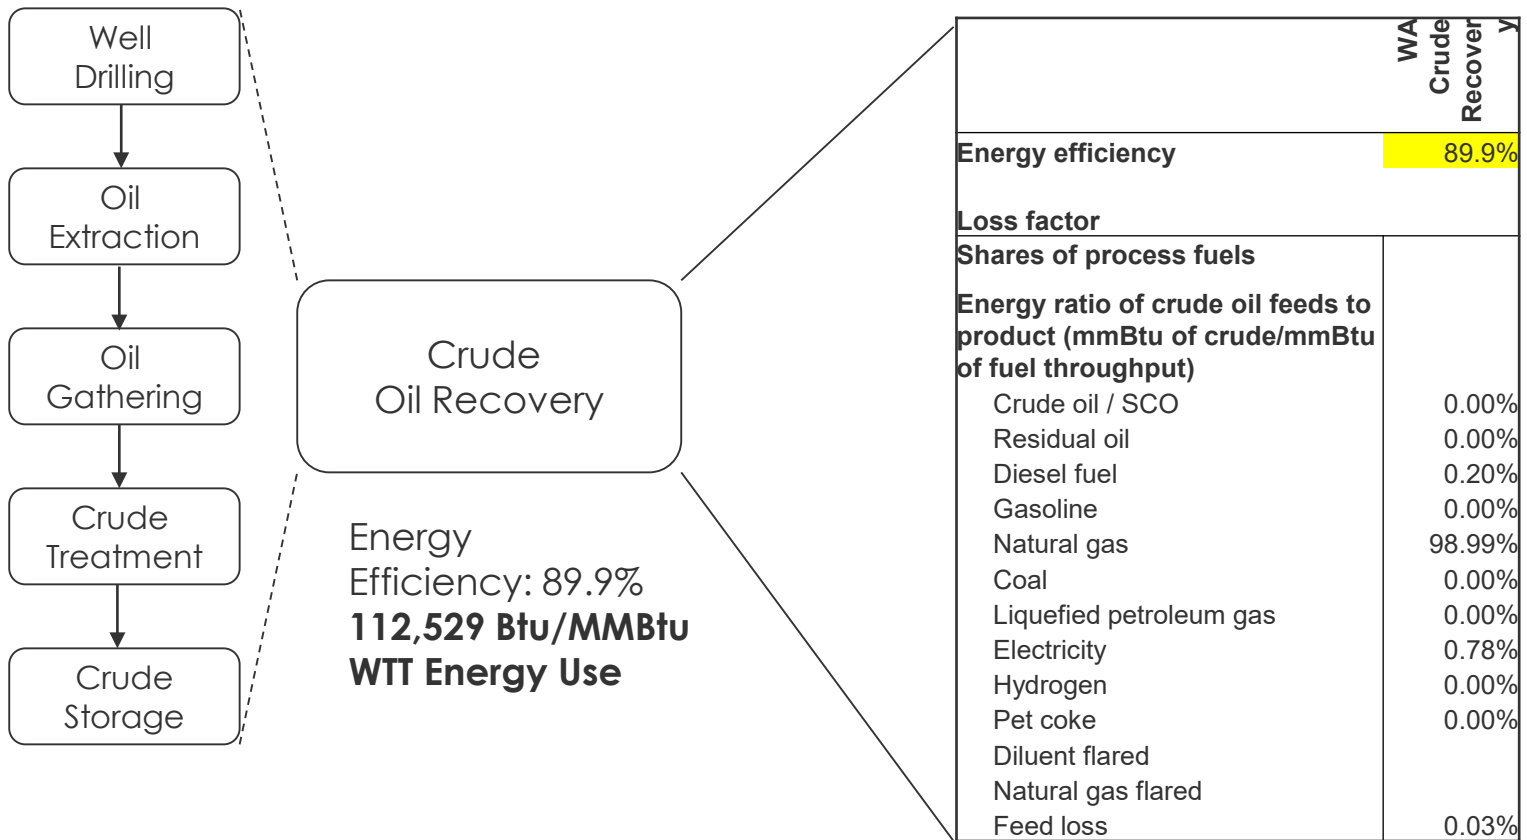 Well
Drilling
Oil
Extraction
Oil
Gathering
Crude
Treatment
Crude
Storage
Crude
Oil Recovery
Energy
Efficiency: 89.9%
112,529 Btu/MMBtu
WTT Energy Use
WA
Crude
Recover
y
Energy efficiency 89.9%
Loss factor
Shares of process fuels
Energy ratio of crude oil feeds to
product (mmBtu of crude/mmBtu
of fuel throughput)
Crude oil / SCO 0.00%
Residual oil 0.00%
Diesel fuel 0.20%
Gasoline 0.00%
Natural gas 98.99%
Coal 0.00%
Liquefied petroleum gas 0.00%
Electricity 0.78%
Hydrogen 0.00%
Pet coke 0.00%
Diluent flared
Natural gas flared
Feed loss 0.03%